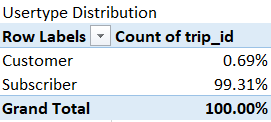 Usertype Distribution
Row Labels Count of trip_id
Customer 0.69%
Subscriber 99.31%
Grand Total 100.00%